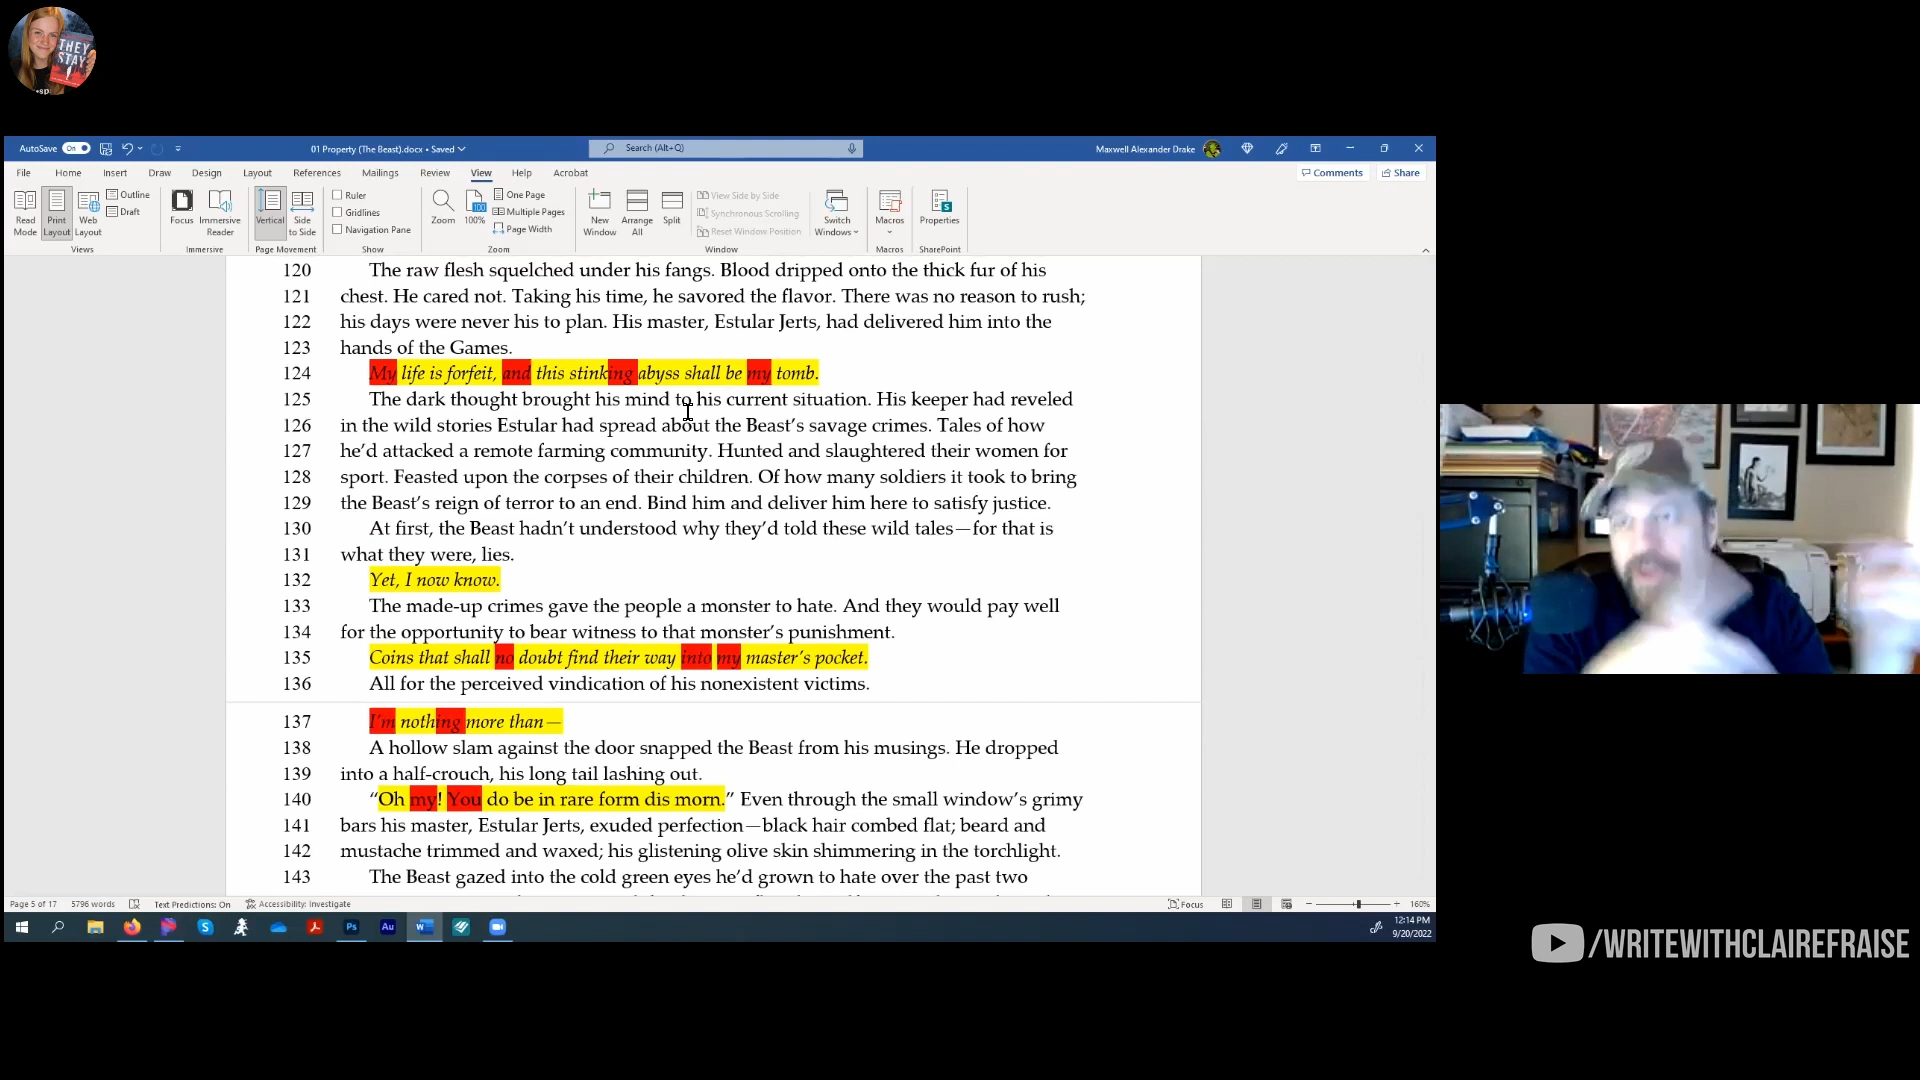 THEY
STAY
•sp
AutoSave On 01 Property (The Beast).docx • Saved Search (Alt+Q) Maxwell Alexander Drake
File Home Insert Draw Design Layout References Mailings Review View Help Acrobat Comments Share
Read Mode Print Layout Web Layout Outline Draft Focus Immersive Reader Vertical Side to Side Ruler Gridlines Navigation Pane Zoom 100% One Page Multiple Pages Page Width New Window Arrange All Split View Side by Side Synchronous Scrolling Reset Window Position Switch Windows Macros Properties
Views Immersive Page Movement Show Zoom Window Macros SharePoint
120 The raw flesh squelched under his fangs. Blood dripped onto the thick fur of his
121 chest. He cared not. Taking his time, he savored the flavor. There was no reason to rush;
122 his days were never his to plan. His master, Estular Jerts, had delivered him into the
123 hands of the Games.
124 My life is forfeit, and this stinking abyss shall be my tomb.
125 The dark thought brought his mind to his current situation. His keeper had reveled
126 in the wild stories Estular had spread about the Beast's savage crimes. Tales of how
127 he'd attacked a remote farming community. Hunted and slaughtered their women for
128 sport. Feasted upon the corpses of their children. Of how many soldiers it took to bring
129 the Beast's reign of terror to an end. Bind him and deliver him here to satisfy justice.
130 At first, the Beast hadn't understood why they'd told these wild tales—for that is
131 what they were, lies.
132 Yet, I now know.
133 The made-up crimes gave the people a monster to hate. And they would pay well
134 for the opportunity to bear witness to that monster's punishment.
135 Coins that shall no doubt find their way into my master's pocket.
136 All for the perceived vindication of his nonexistent victims.
137 I'm nothing more than—
138 A hollow slam against the door snapped the Beast from his musings. He dropped
139 into a half-crouch, his long tail lashing out.
140 “Oh my! You do be in rare form dis morn.” Even through the small window's grimy
141 bars his master, Estular Jerts, exuded perfection—black hair combed flat; beard and
142 mustache trimmed and waxed; his glistening olive skin shimmering in the torchlight.
143 The Beast gazed into the cold green eyes he'd grown to hate over the past two
Page 5 of 17 5796 words Text Predictions: On Accessibility: Investigate Focus 160%
Ps Au W 12:14 PM
9/20/2022
/WRITEWITHCLAIREFRAISE